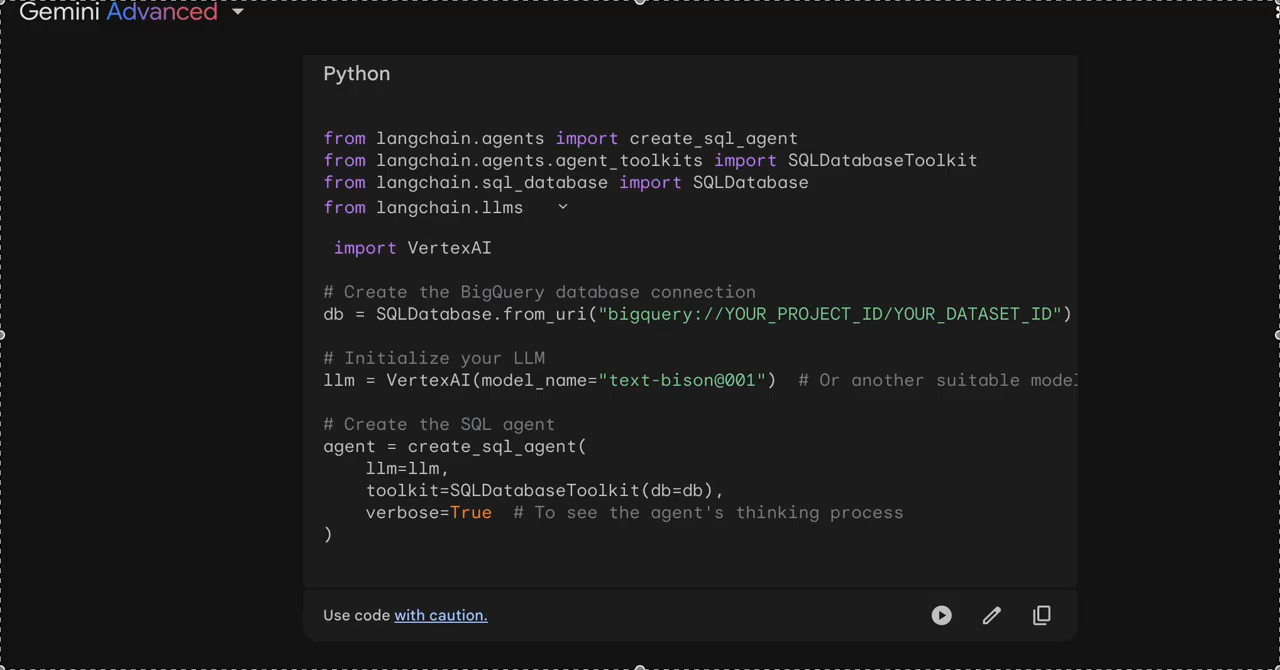 Gemini Advanced
Python
from langchain.agents import create_sql_agent
from langchain.agents.agent_toolkits import SQLDatabaseToolkit
from langchain.sql_database import SQLDatabase
from langchain.llms
 import VertexAI
# Create the BigQuery database connection
db = SQLDatabase.from_uri("bigquery://YOUR_PROJECT_ID/YOUR_DATASET_ID")
# Initialize your LLM
llm = VertexAI(model_name="text-bison@001")  # Or another suitable model
# Create the SQL agent
agent = create_sql_agent(
    llm=llm,
    toolkit=SQLDatabaseToolkit(db=db),
    verbose=True  # To see the agent's thinking process
)
Use code with caution.